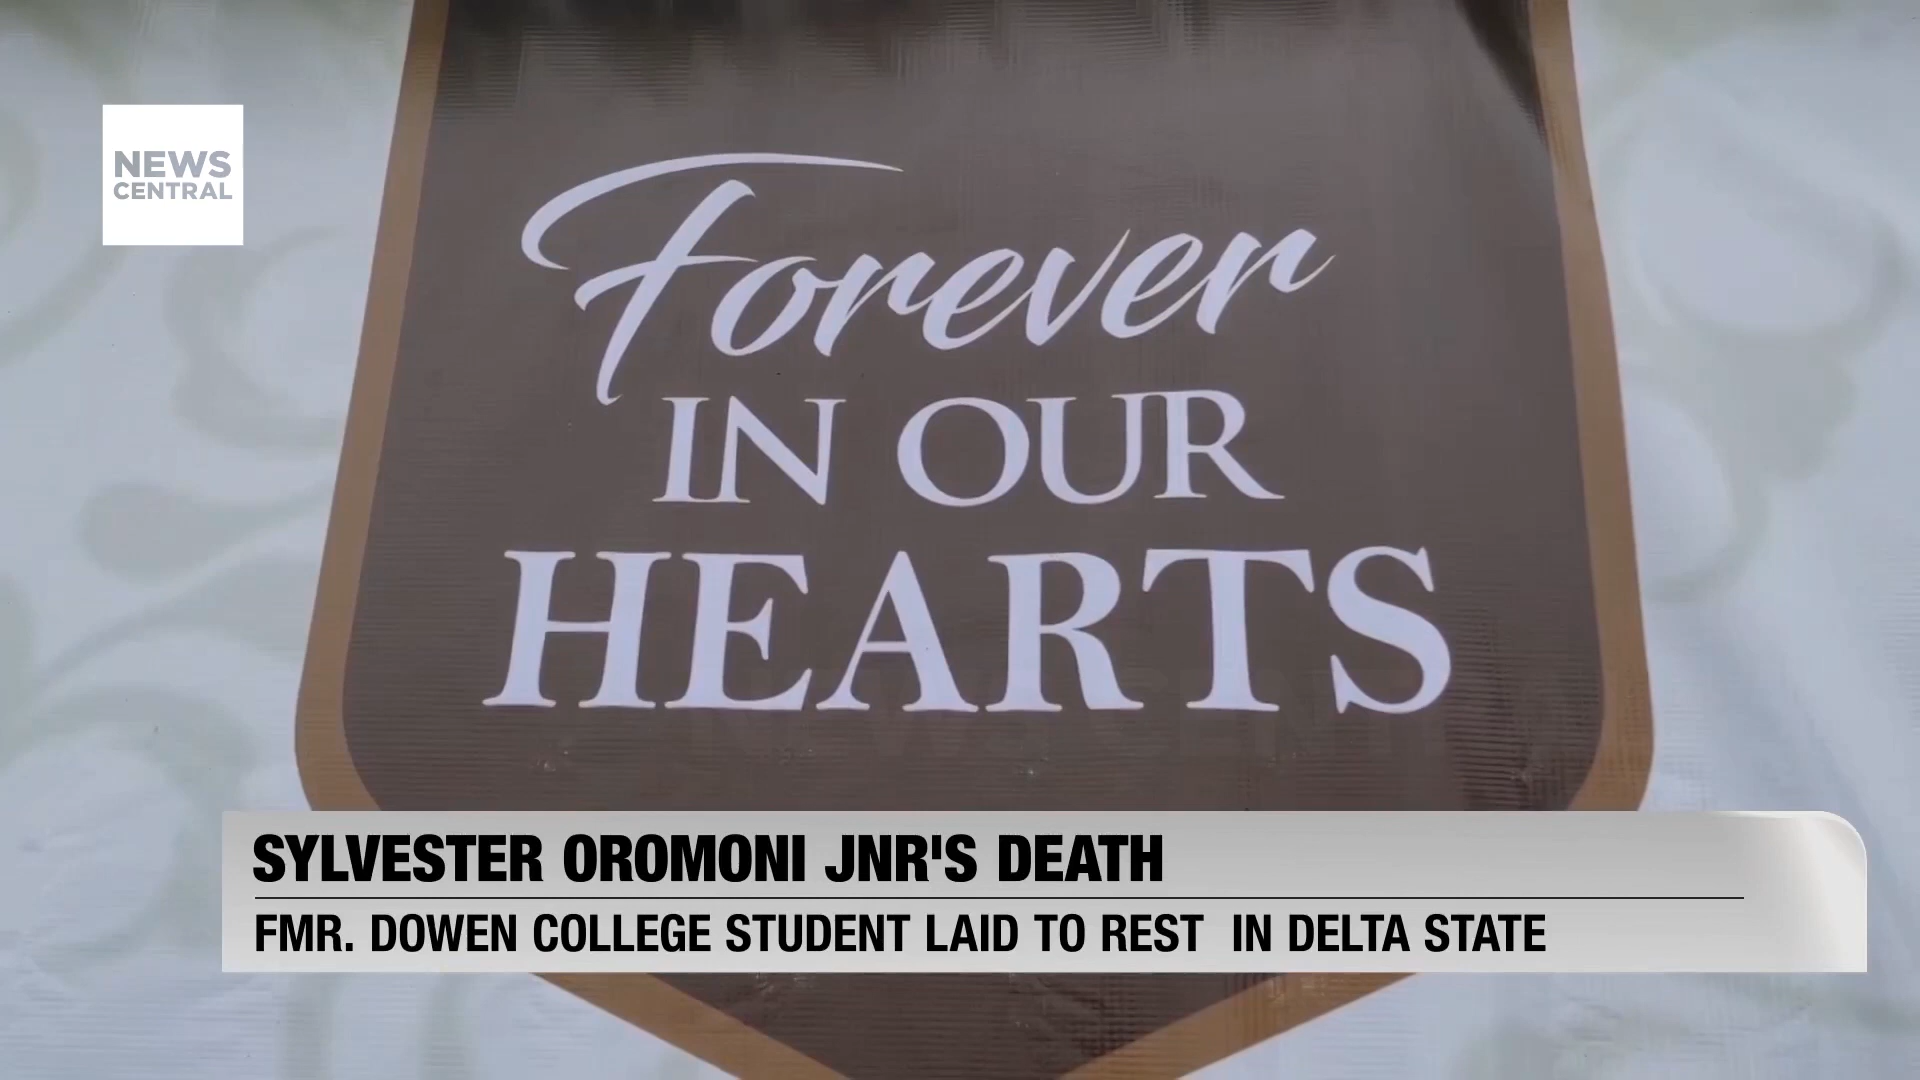 NEWS
CENTRAL
Forever
IN OUR
HEARTS
SYLVESTER OROMONI JNR'S DEATH
FMR. DOWEN COLLEGE STUDENT LAID TO REST IN DELTA STATE